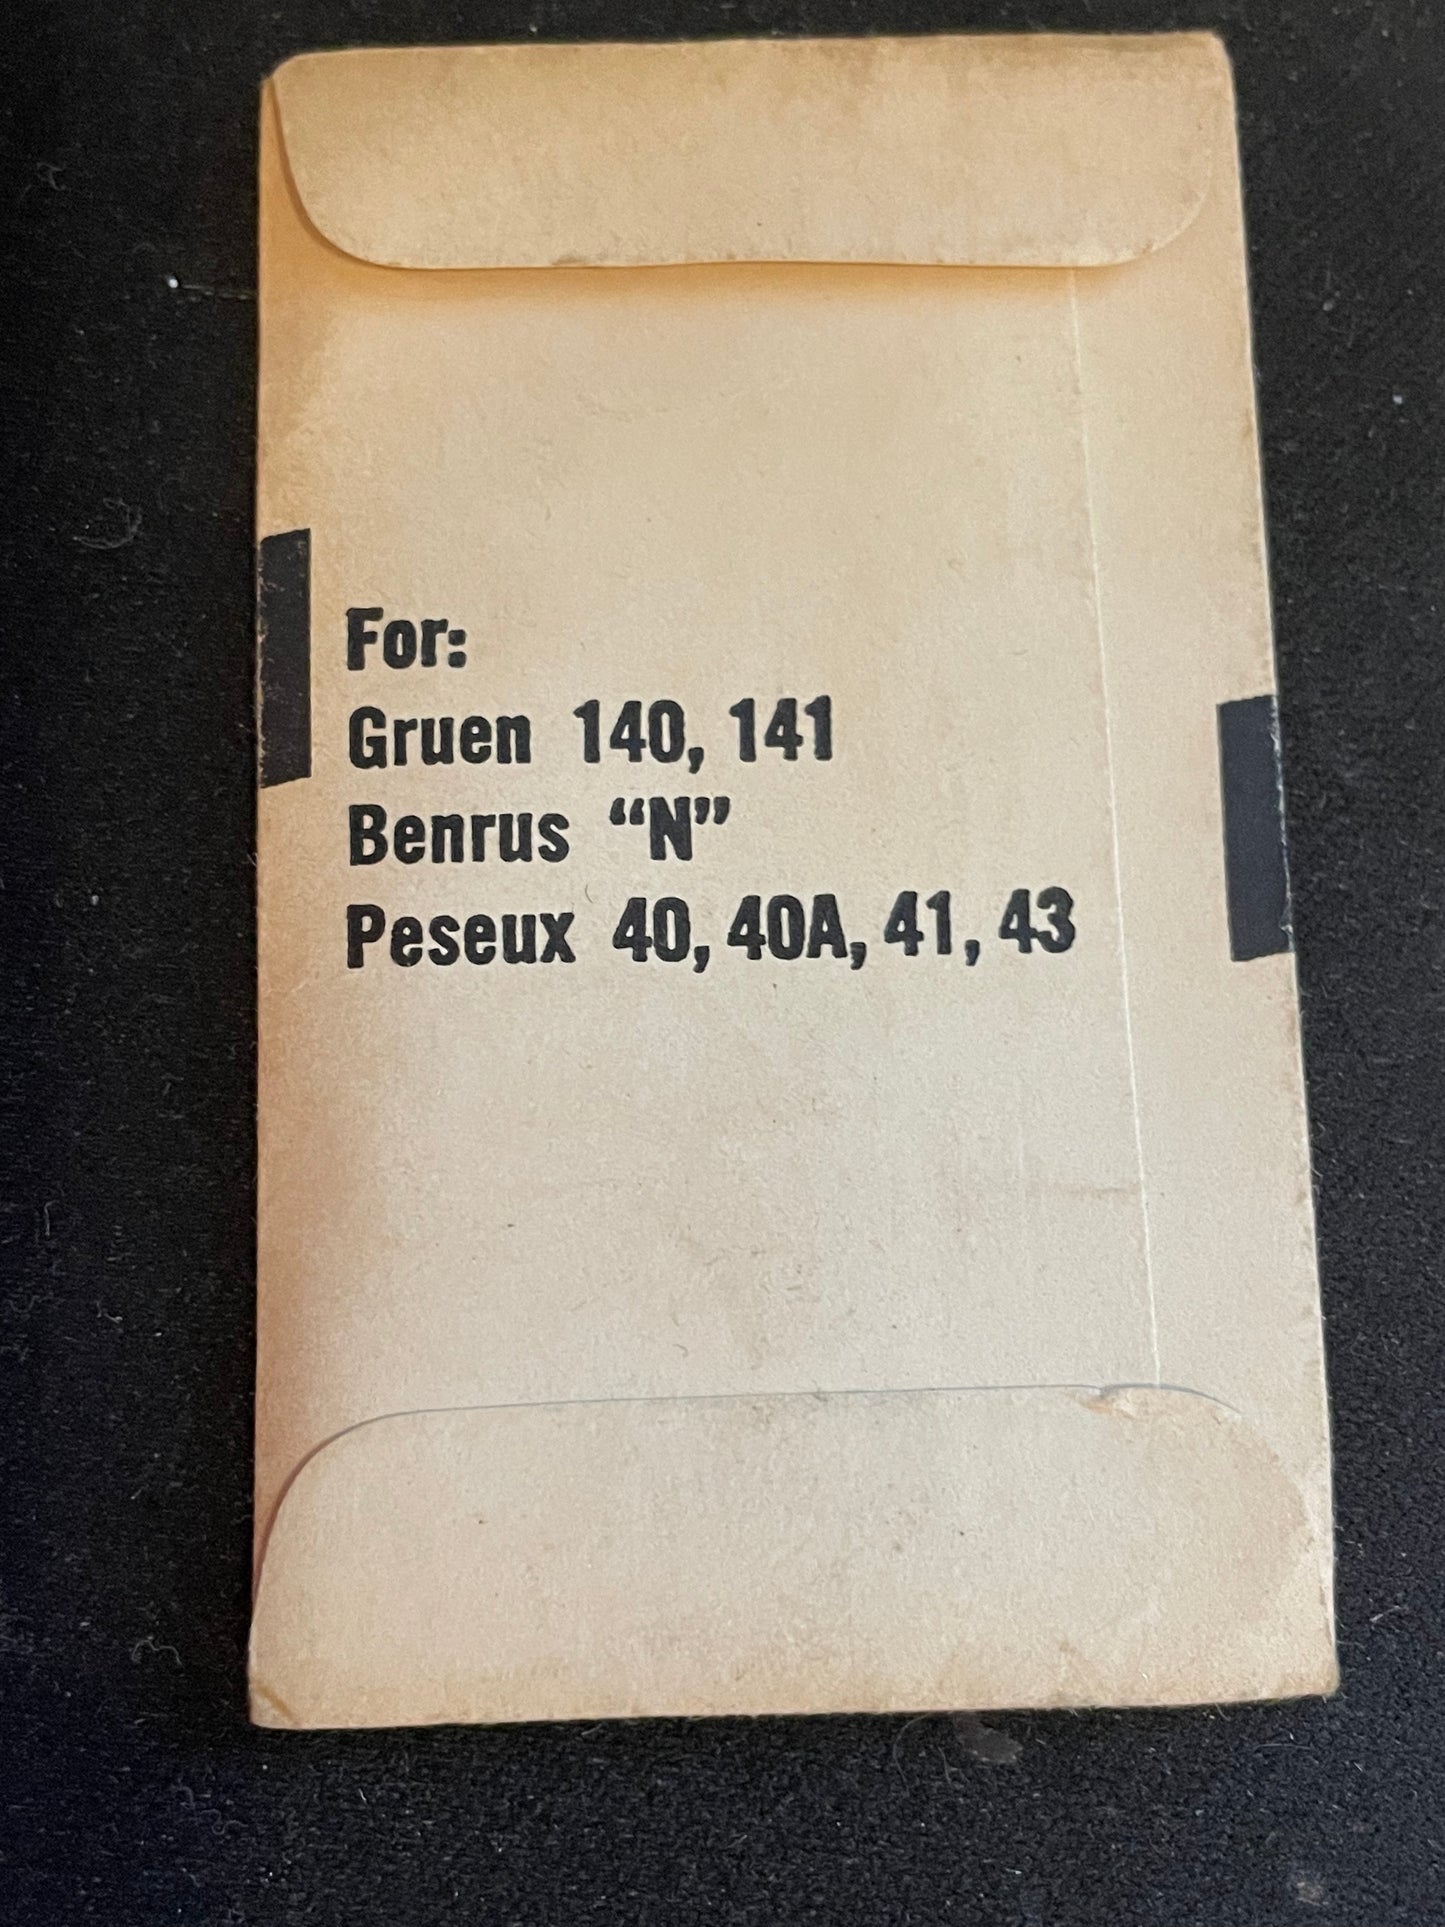 For:
Gruen 140, 141
Benrus “N”
Peseux 40, 40A, 41, 43